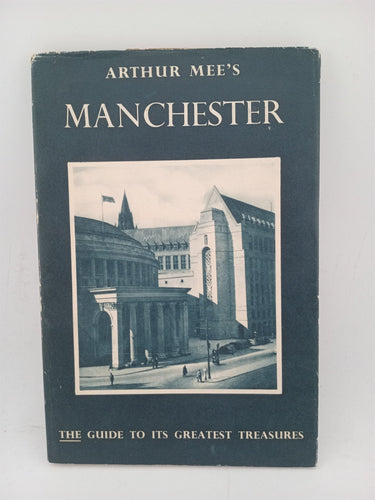 ARTHUR MEE'S
MANCHESTER
THE GUIDE TO ITS GREATEST TREASURES